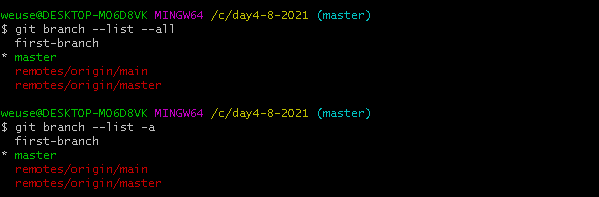 weuse@DESKTOP-MO6D8VK MINGW64 /c/day4-8-2021 (master)
$ git branch --list --all
  first-branch
* master
  remotes/origin/main
  remotes/origin/master

weuse@DESKTOP-MO6D8VK MINGW64 /c/day4-8-2021 (master)
$ git branch --list -a
  first-branch
* master
  remotes/origin/main
  remotes/origin/master